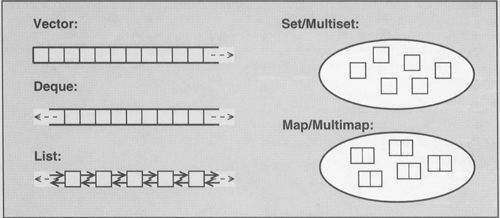 Vector:
Deque:
List:
Set/Multiset:
Map/Multimap: